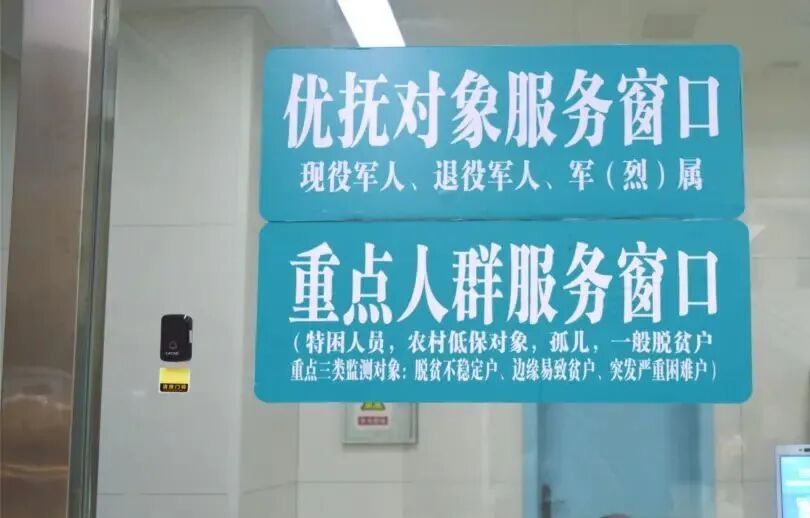 优抚对象服务窗口
现役军人、退役军人、军（烈）属
重点人群服务窗口
（特困人员，农村低保对象，孤儿，一般脱贫户
重点三类监测对象：脱贫不稳定户、边缘易致贫户、突发严重困难户）